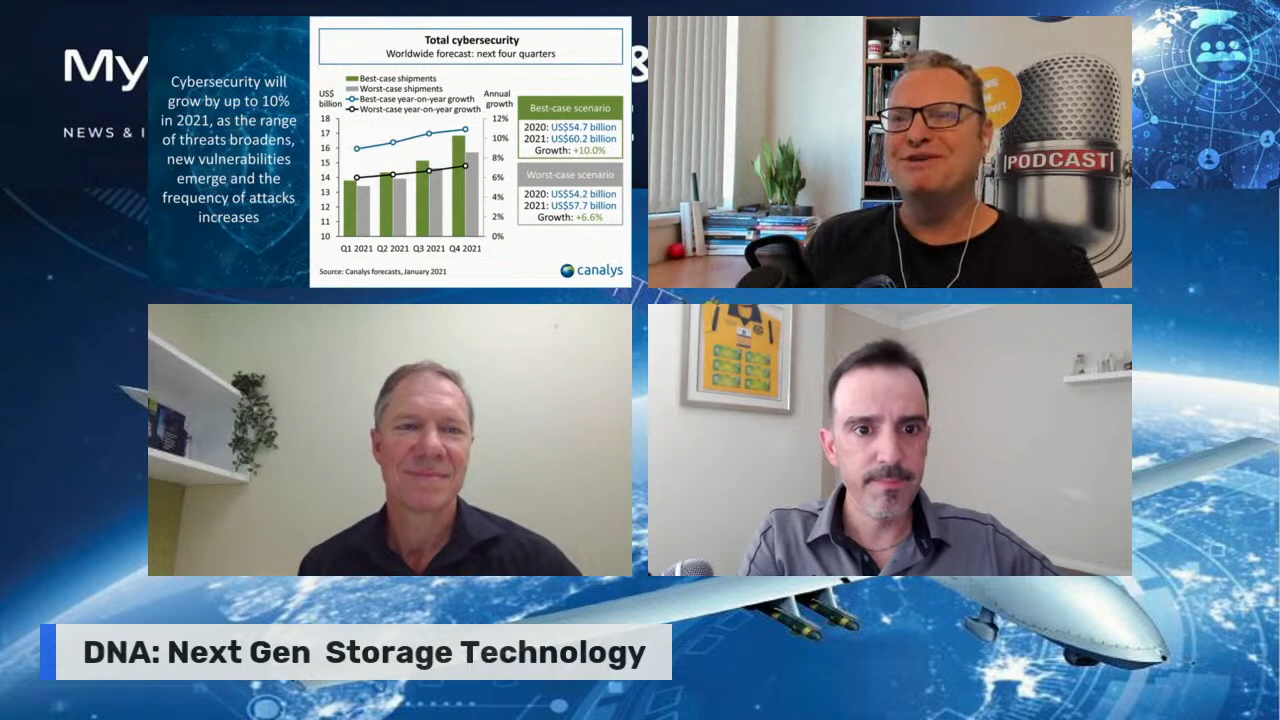 My
&
NEWS & I
Cybersecurity will
grow by up to 10%
in 2021, as the range
of threats broadens,
new vulnerabilities
emerge and the
frequency of attacks
increases
Total cybersecurity
Worldwide forecast: next four quarters
Best-case shipments
Worst-case shipments
Best-case year-on-year growth
Worst-case year-on-year growth
US$
billion
Annual
growth
18
17
16
15
14
13
12
11
10
12%
10%
8%
6%
4%
2%
0%
Q1 2021 Q2 2021 Q3 2021 Q4 2021
Best-case scenario
2020: US$54.7 billion
2021: US$60.2 billion
Growth: +10.0%
Worst-case scenario
2020: US$54.2 billion
2021: US$57.7 billion
Growth: +6.6%
Source: Canalys forecasts, January 2021
canalys
PODCAST
DNA: Next Gen Storage Technology